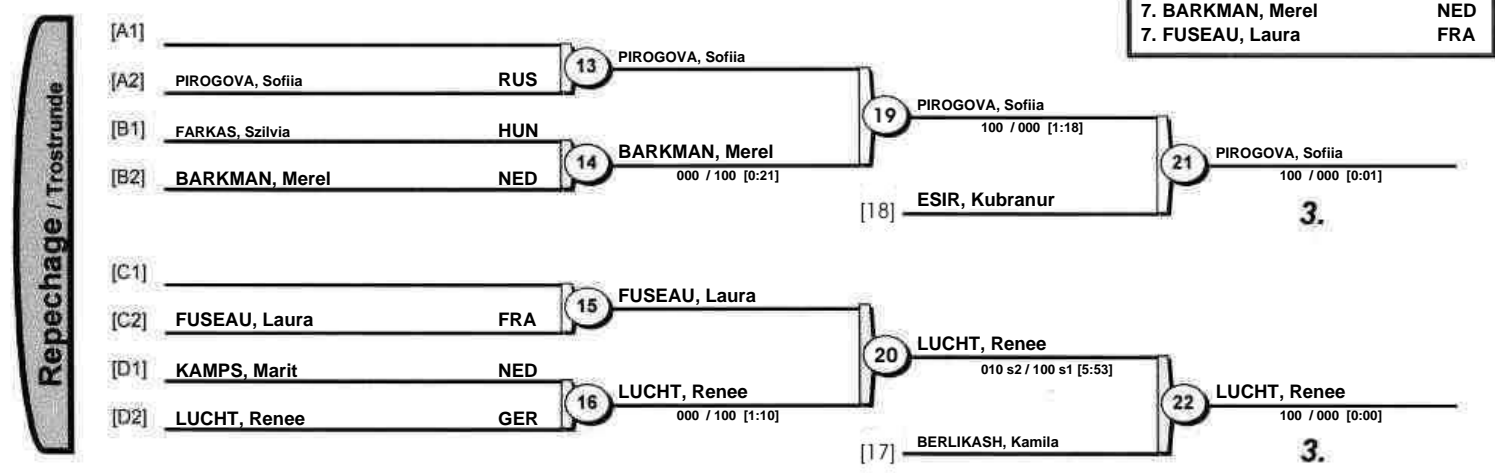 7. BARKMAN, Merel NED
7. FUSEAU, Laura FRA
Repechage / Trostrunde
[A1]
[A2] PIROGOVA, Sofiia RUS
13 PIROGOVA, Sofiia
[B1] FARKAS, Szilvia HUN
[B2] BARKMAN, Merel NED
14 BARKMAN, Merel
000 / 100 [0:21]
19 PIROGOVA, Sofiia
100 / 000 [1:18]
[18] ESIR, Kubranur
21 PIROGOVA, Sofiia
100 / 000 [0:01]
3.
[C1]
[C2] FUSEAU, Laura FRA
15 FUSEAU, Laura
[D1] KAMPS, Marit NED
[D2] LUCHT, Renee GER
16 LUCHT, Renee
000 / 100 [1:10]
20 LUCHT, Renee
010 s2 / 100 s1 [5:53]
[17] BERLIKASH, Kamila
22 LUCHT, Renee
100 / 000 [0:00]
3.